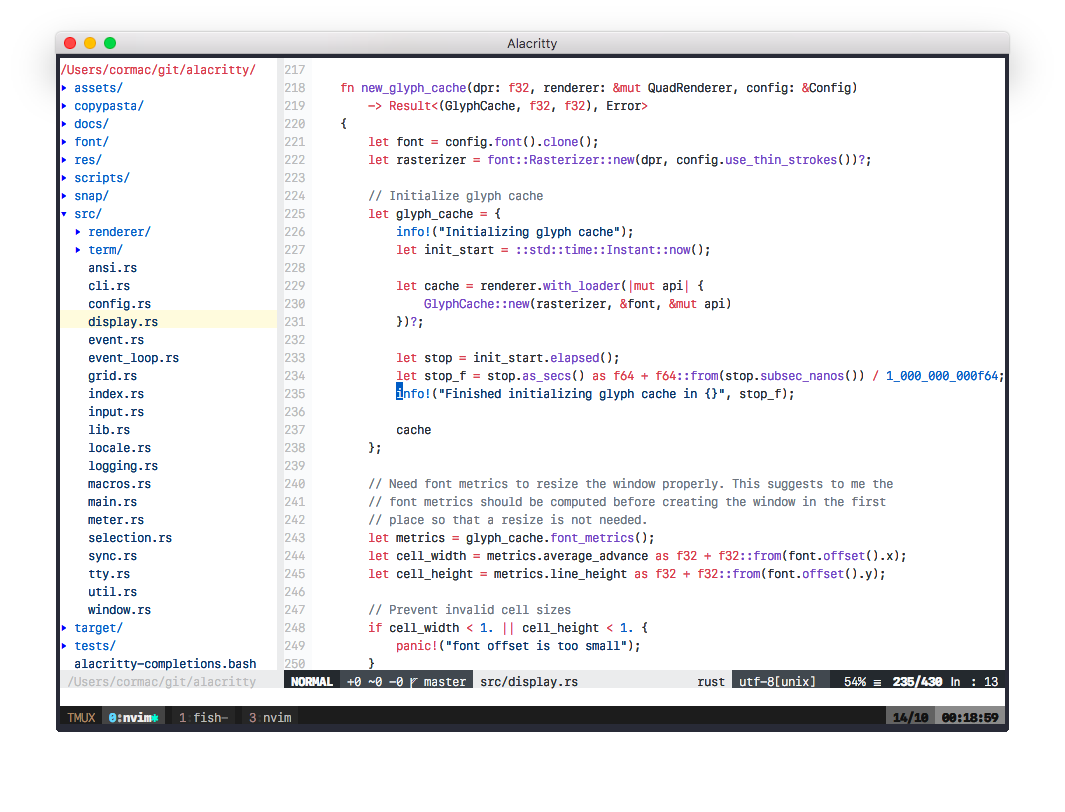 Alacritty
/Users/cormac/git/alacritty/
▸ assets/
▸ copypasta/
▸ docs/
▸ font/
▸ res/
▸ scripts/
▸ snap/
▾ src/
▸ renderer/
▸ term/
ansi.rs
cli.rs
config.rs
display.rs
event.rs
event_loop.rs
grid.rs
index.rs
input.rs
lib.rs
locale.rs
logging.rs
macros.rs
main.rs
meter.rs
selection.rs
sync.rs
tty.rs
util.rs
window.rs
▸ target/
▸ tests/
alacritty-completions.bash
/Users/cormac/git/alacritty
217
218     fn new_glyph_cache(dpr: f32, renderer: &mut QuadRenderer, config: &Config)
219         -> Result<(GlyphCache, f32, f32), Error>
220     {
221         let font = config.font().clone();
222         let rasterizer = font::Rasterizer::new(dpr, config.use_thin_strokes())?;
223
224         // Initialize glyph cache
225         let glyph_cache = {
226             info!("Initializing glyph cache");
227             let init_start = ::std::time::Instant::now();
228
229             let cache = renderer.with_loader(|mut api| {
230                 GlyphCache::new(rasterizer, &font, &mut api)
231             })?;
232
233             let stop = init_start.elapsed();
234             let stop_f = stop.as_secs() as f64 + f64::from(stop.subsec_nanos()) / 1_000_000_000f64;
235             info!("Finished initializing glyph cache in {}", stop_f);
236
237             cache
238         };
239
240         // Need font metrics to resize the window properly. This suggests to me the
241         // font metrics should be computed before creating the window in the first
242         // place so that a resize is not needed.
243         let metrics = glyph_cache.font_metrics();
244         let cell_width = metrics.average_advance as f32 + f32::from(font.offset().x);
245         let cell_height = metrics.line_height as f32 + f32::from(font.offset().y);
246
247         // Prevent invalid cell sizes
248         if cell_width < 1. || cell_height < 1. {
249             panic!("font offset is too small");
250         }
NORMAL +0 ~0 -0 master src/display.rs rust utf-8[unix] 54% ≡ 235/430 ln : 13
TMUX 0:nvim* 1:fish- 3 nvim 14/10 00:18:59